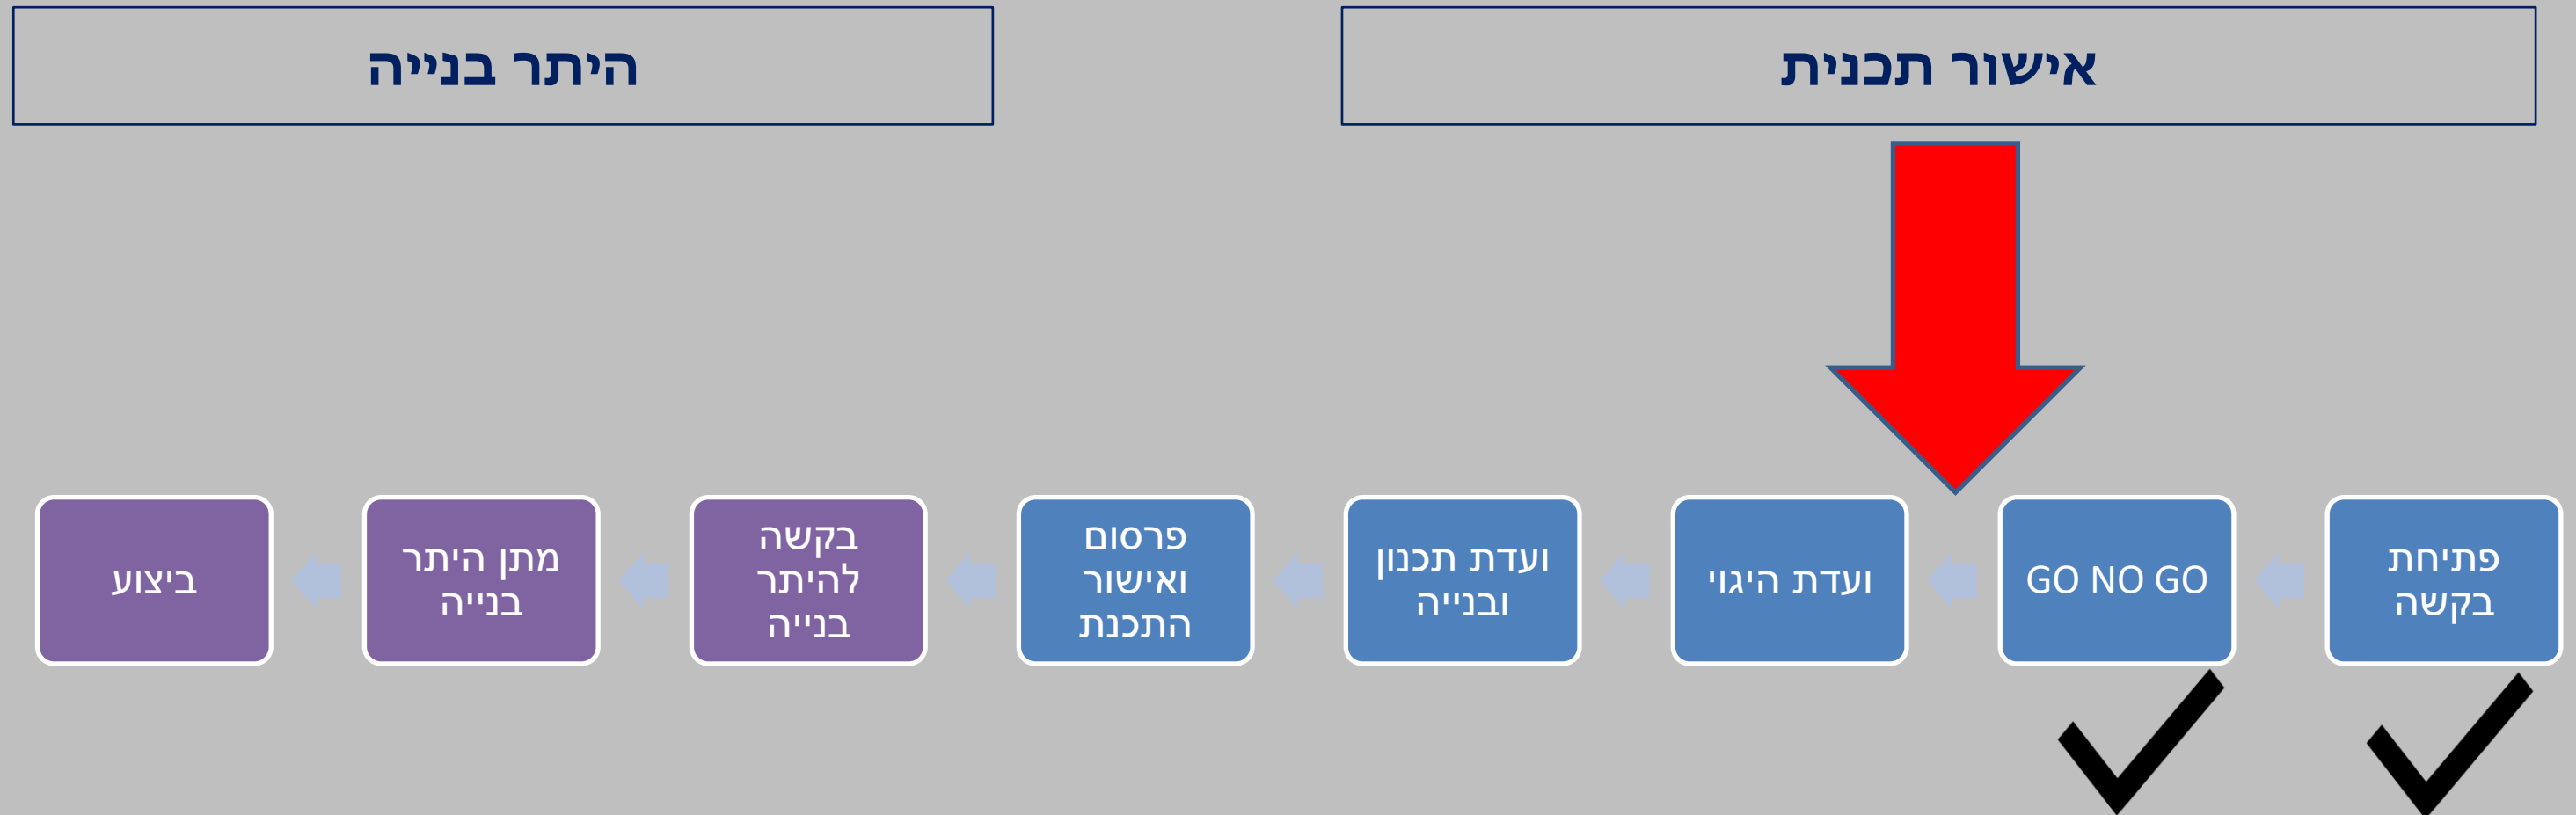 אישור תכנית
היתר בנייה
פתיחת
בקשה
GO NO GO
ועדת היגוי
ועדת תכנון
ובנייה
פרסום
ואישור
התכנת
בקשה
להיתר
בנייה
מתן היתר
בנייה
ביצוע